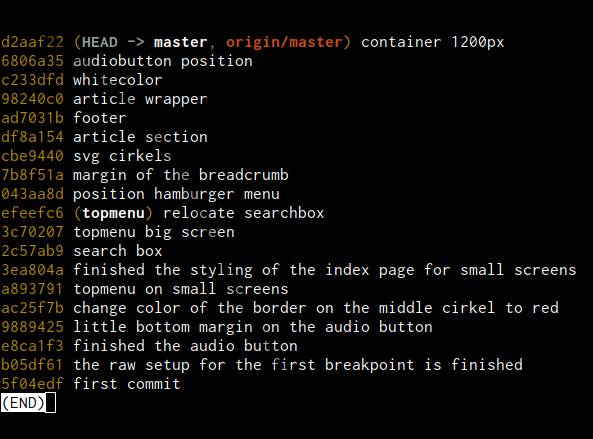 d2aaf22 (HEAD -> master, origin/master) container 1200px
6806a35 audiobutton position
c233dfd whitecolor
98240c0 article wrapper
ad7031b footer
df8a154 article section
cbe9440 svg cirkels
7b8f51a margin of the breadcrumb
043aa8d position hamburger menu
efeefc6 (topmenu) relocate searchbox
3c70207 topmenu big screen
2c57ab9 search box
3ea804a finished the styling of the index page for small screens
a893791 topmenu on small screens
ac25f7b change color of the border on the middle cirkel to red
9889425 little bottom margin on the audio button
e8ca1f3 finished the audio button
b05df61 the raw setup for the first breakpoint is finished
5f04edf first commit
(END)